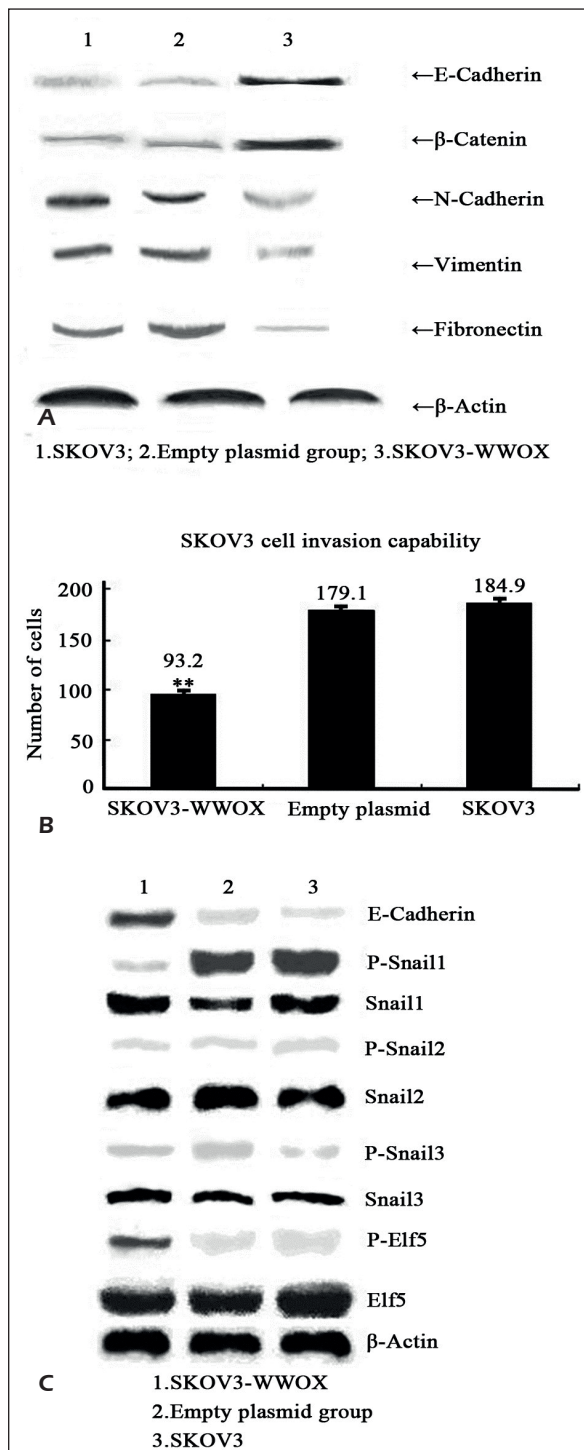 1 2 3
←E-Cadherin
←β-Catenin
←N-Cadherin
←Vimentin
←Fibronectin
←β-Actin
A
1.SKOV3; 2.Empty plasmid group; 3.SKOV3-WWOX
SKOV3 cell invasion capability
Number of cells
200
150
100
50
0
93.2
**
179.1
184.9
SKOV3-WWOX Empty plasmid SKOV3
B
1 2 3
E-Cadherin
P-Snail1
Snail1
P-Snail2
Snail2
P-Snail3
Snail3
P-Elf5
Elf5
β-Actin
C
1.SKOV3-WWOX
2.Empty plasmid group
3.SKOV3